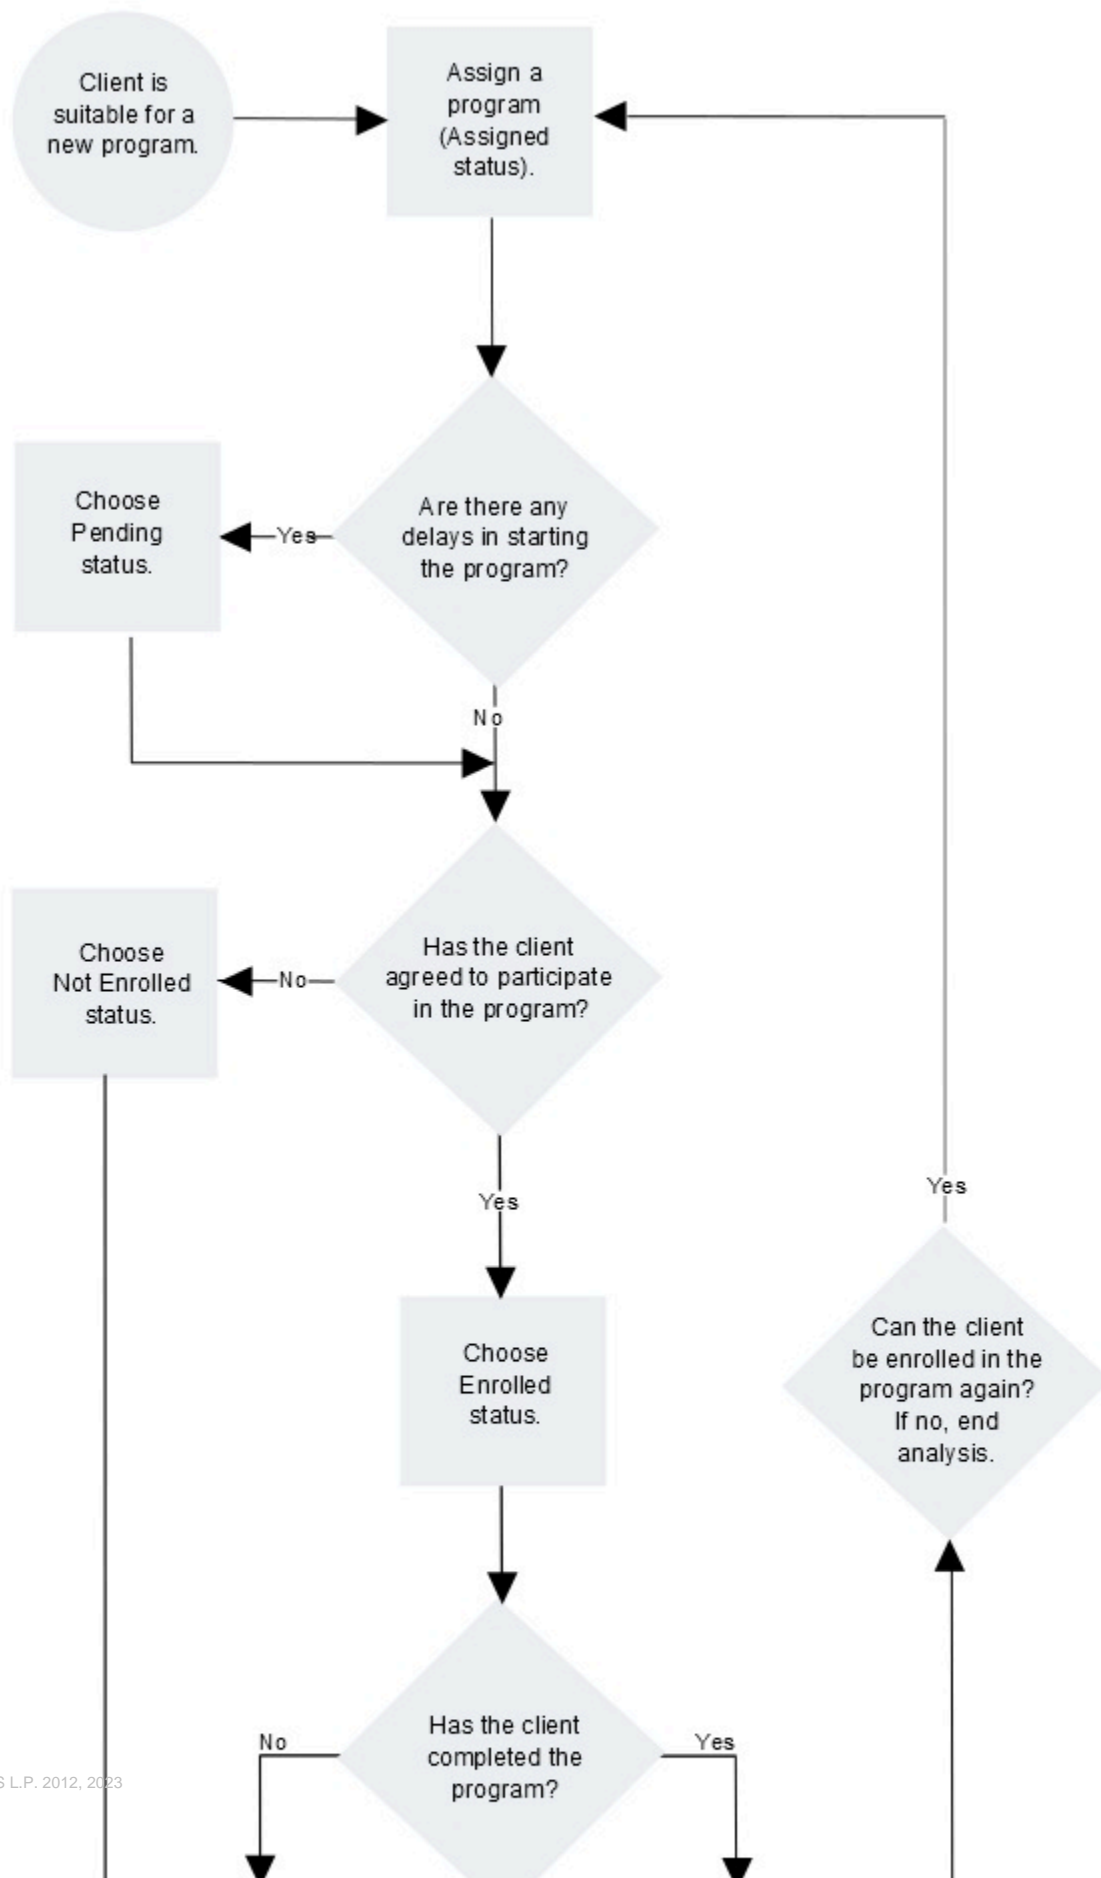 Client is
suitable for a
new program.
Assign a
program
(Assigned
status).
Choose
Pending
status.
Yes
Are there any
delays in starting
the program?
No
Choose
Not Enrolled
status.
No
Has the client
agreed to participate
in the program?
Yes
Yes
Choose
Enrolled
status.
Can the client
be enrolled in the
program again?
If no, end
analysis.
No
Has the client
completed the
program?
Yes
S L.P. 2012, 2023